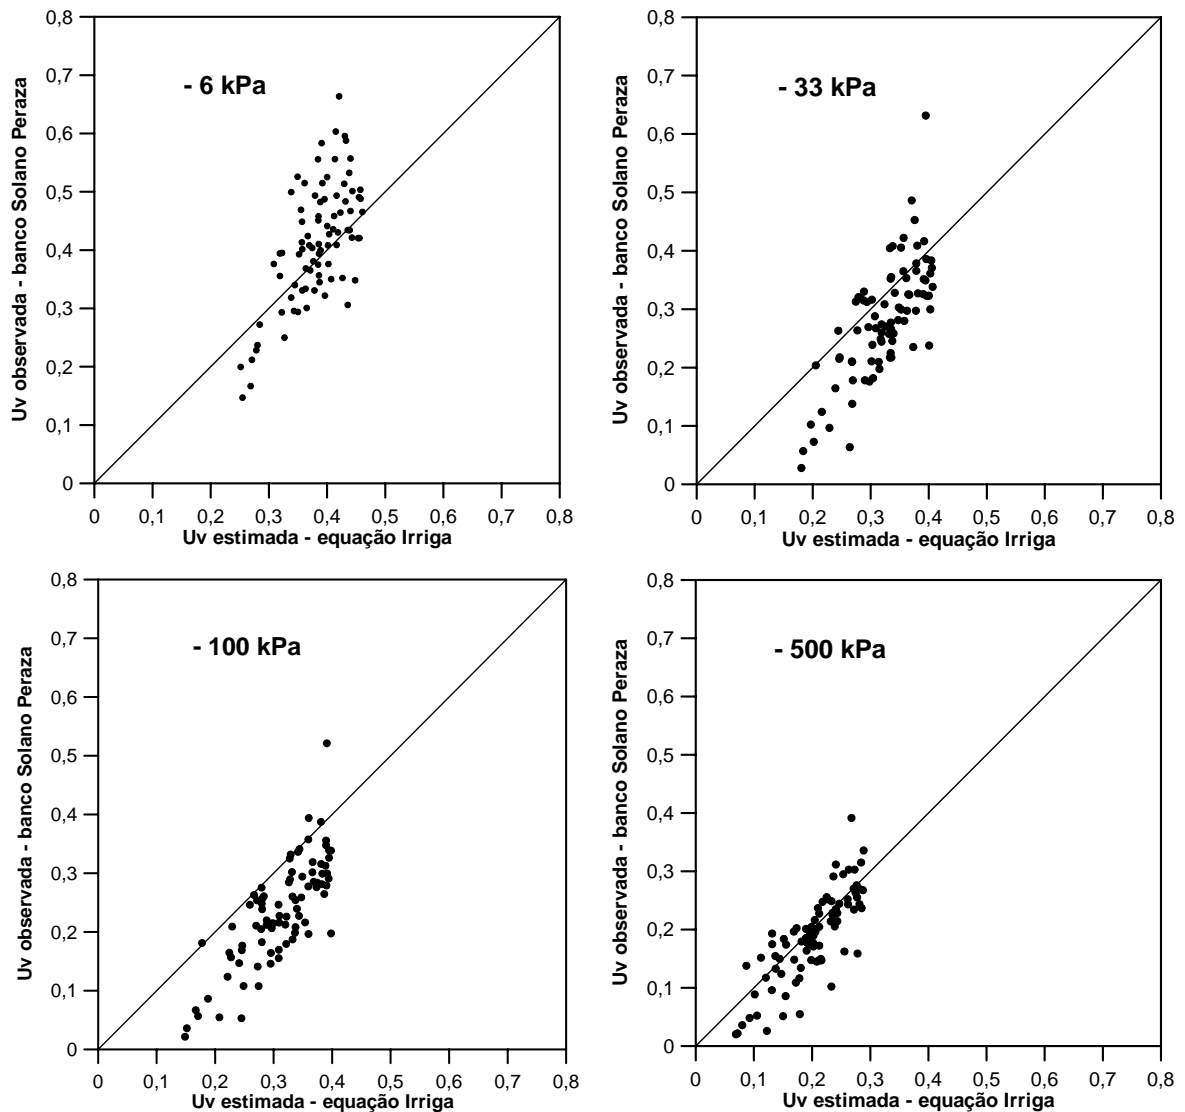 0,8
0,7
0,6
0,5
0,4
0,3
0,2
0,1
0
Uv observada - banco Solano Peraza
- 6 kPa
0 0,1 0,2 0,3 0,4 0,5 0,6 0,7 0,8
Uv estimada - equação Irriga
0,8
0,7
0,6
0,5
0,4
0,3
0,2
0,1
0
Uv observada - banco Solano Peraza
- 33 kPa
0 0,1 0,2 0,3 0,4 0,5 0,6 0,7 0,8
Uv estimada - equação Irriga
0,8
0,7
0,6
0,5
0,4
0,3
0,2
0,1
0
Uv observada - banco Solano Peraza
- 100 kPa
0 0,1 0,2 0,3 0,4 0,5 0,6 0,7 0,8
Uv estimada - equação Irriga
0,8
0,7
0,6
0,5
0,4
0,3
0,2
0,1
0
Uv observada - banco Solano Peraza
- 500 kPa
0 0,1 0,2 0,3 0,4 0,5 0,6 0,7 0,8
Uv estimada - equação Irriga